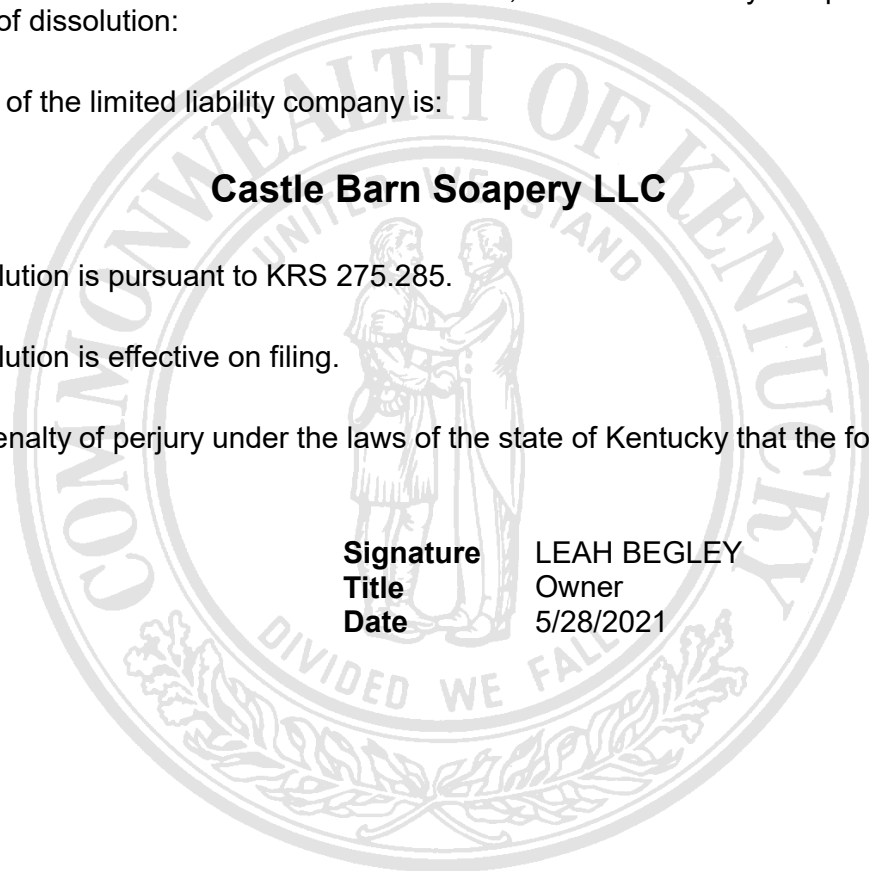 of dissolution:
of the limited liability company is:
Castle Barn Soapery LLC
lution is pursuant to KRS 275.285.
lution is effective on filing.
enalty of perjury under the laws of the state of Kentucky that the fo
Signature LEAH BEGLEY
Title Owner
Date 5/28/2021
COMMONWEALTH OF KENTUCKY
UNITED WE STAND
DIVIDED WE FALL